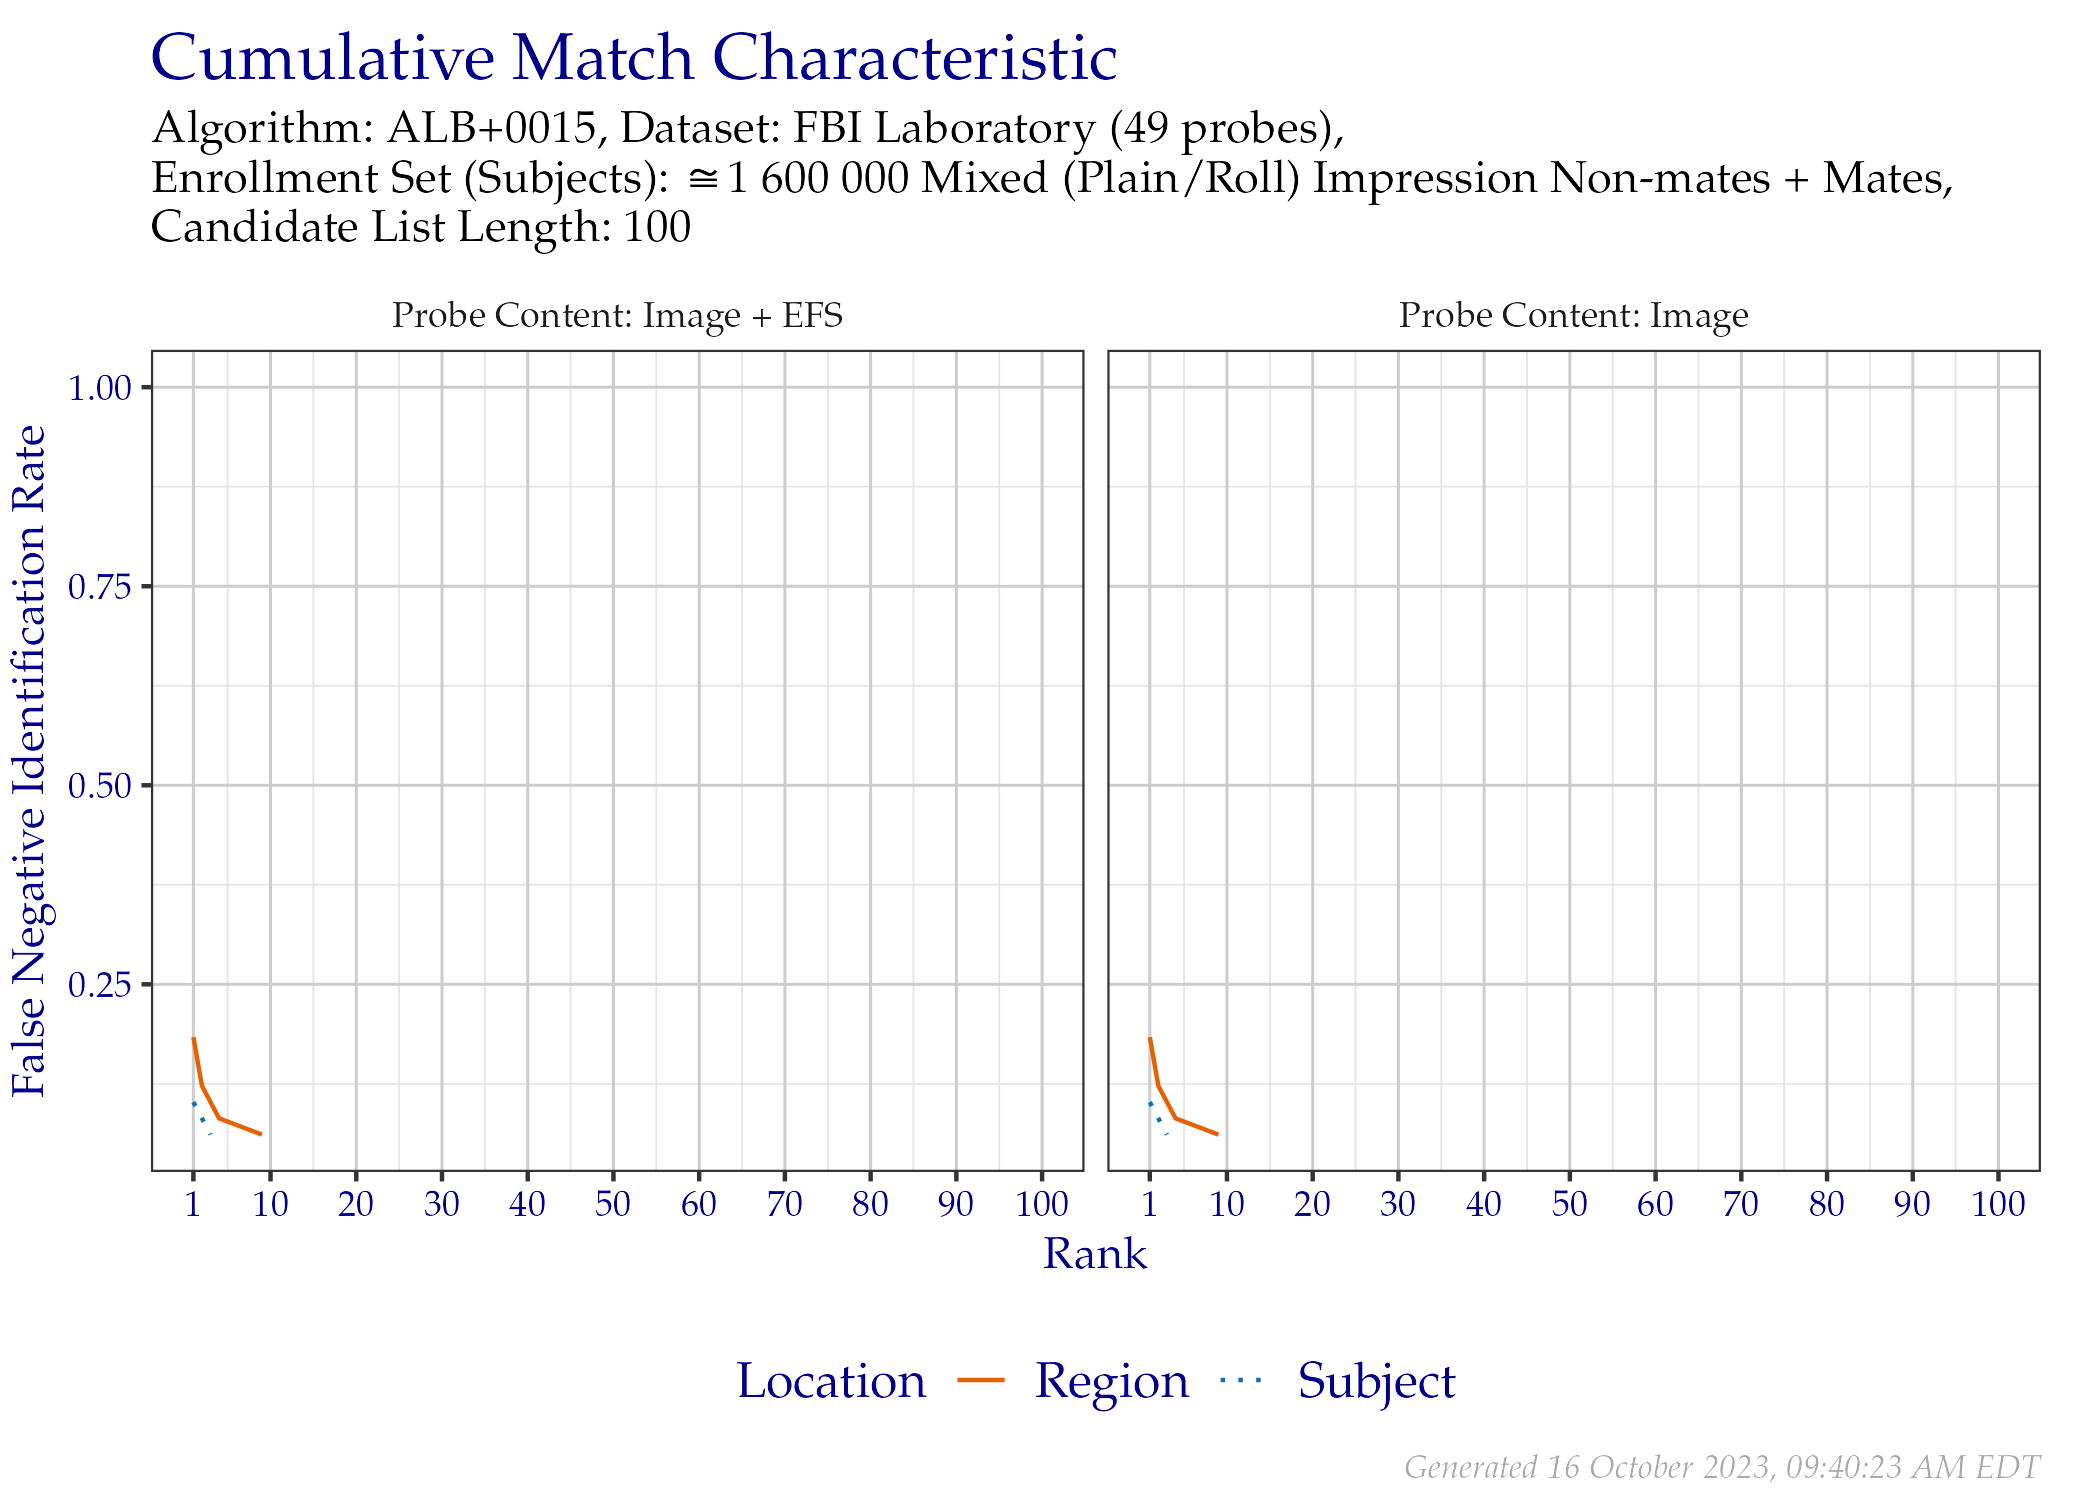 Cumulative Match Characteristic
Algorithm: ALB+0015, Dataset: FBI Laboratory (49 probes),
Enrollment Set (Subjects): ≅1 600 000 Mixed (Plain/Roll) Impression Non-mates + Mates,
Candidate List Length: 100
Probe Content: Image + EFS
Probe Content: Image
False Negative Identification Rate
1.00
0.75
0.50
0.25
1 10 20 30 40 50 60 70 80 90 100
1 10 20 30 40 50 60 70 80 90 100
Rank
Location Region Subject
Generated 16 October 2023, 09:40:23 AM EDT